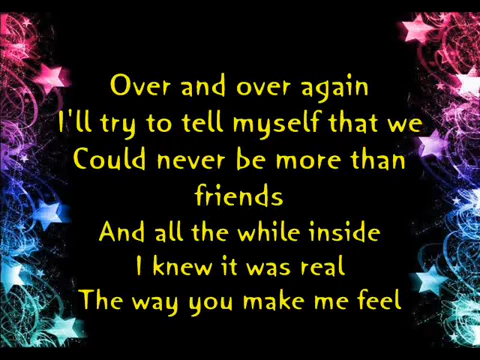 Over and over again
I'll try to tell myself that we
Could never be more than
friends
And all the while inside
I knew it was real
The way you make me feel